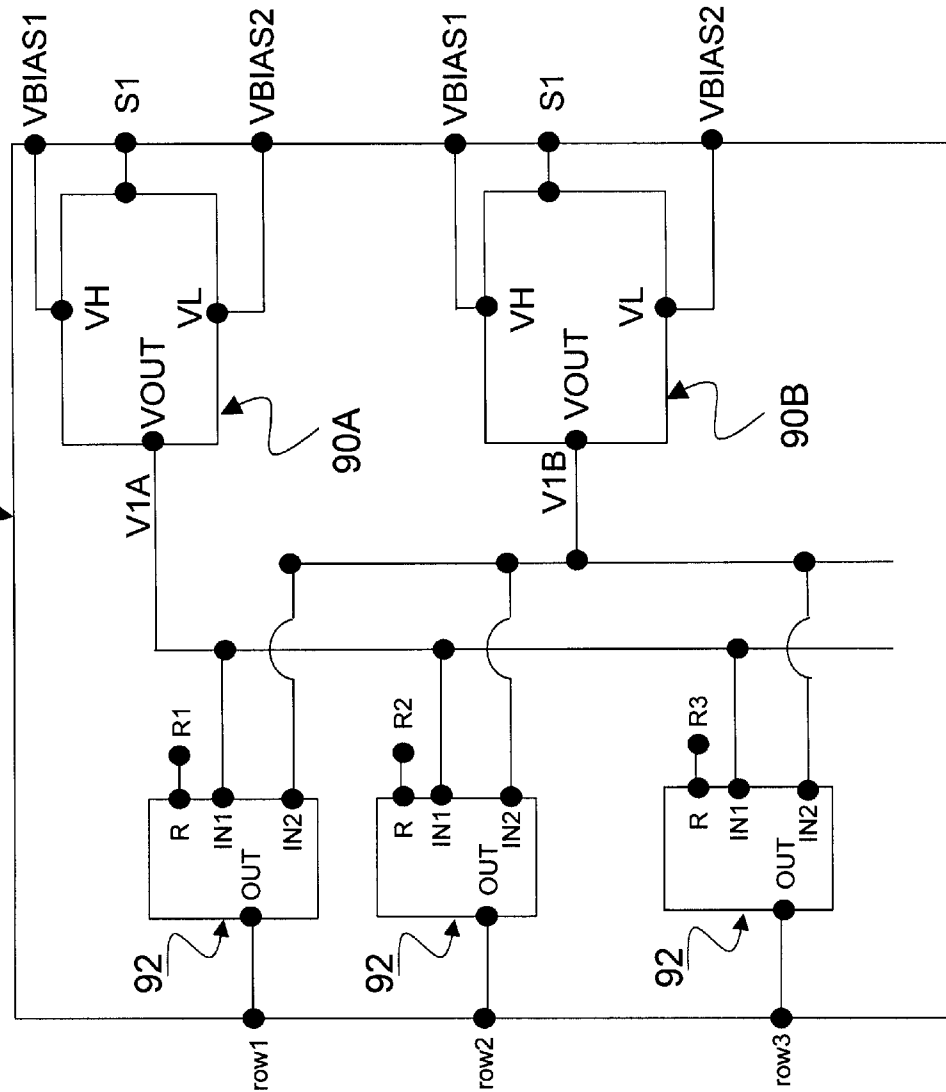 VBIAS1
S1
VBIAS2
VH
VL
VOUT
90A
V1A
VBIAS1
S1
VBIAS2
VH
VL
VOUT
90B
V1B
R1
R
IN1
IN2
OUT
92
row1
R2
R
IN1
IN2
OUT
92
row2
R3
R
IN1
IN2
OUT
92
row3